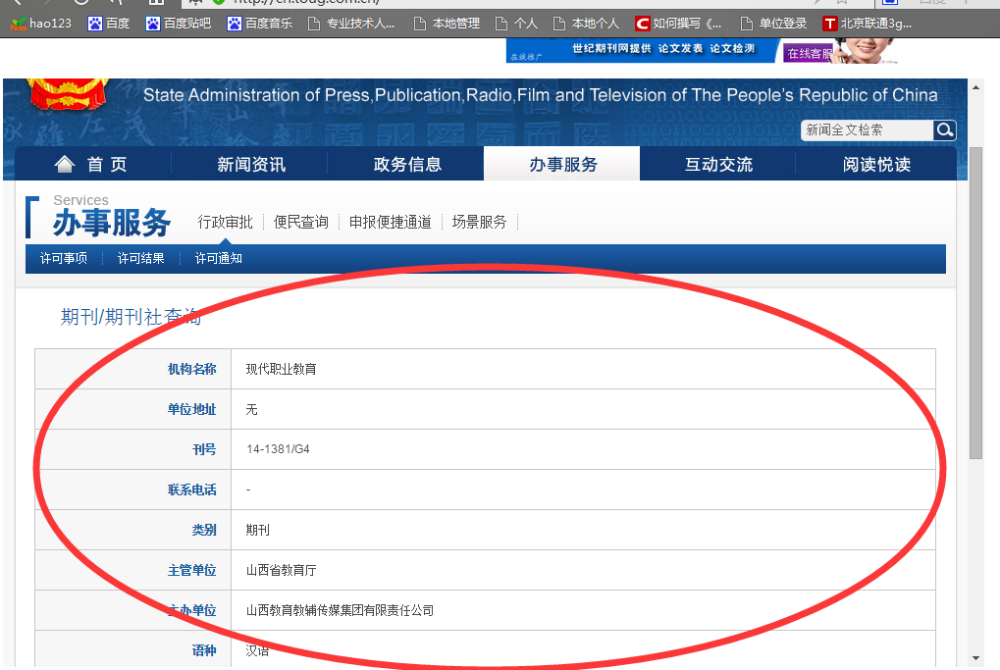 hao123 百度 百度贴吧 百度音乐 专业技术人... 本地管理 个人 本地个人 如何撰写《... 单位登录 北京联通3g...
世纪期刊网提供 论文发表 论文检测
在线推广
在线客服
State Administration of Press,Publication,Radio,Film and Television of The People's Republic of China
新闻全文检索
首 页 新闻资讯 政务信息 办事服务 互动交流 阅读悦读
Services
办事服务 行政审批 便民查询 申报便捷通道 场景服务
许可事项 许可结果 许可通知
期刊/期刊社查询
机构名称 现代职业教育
单位地址 无
刊号 14-1381/G4
联系电话 -
类别 期刊
主管单位 山西省教育厅
主办单位 山西教育教辅传媒集团有限责任公司
语种 汉语